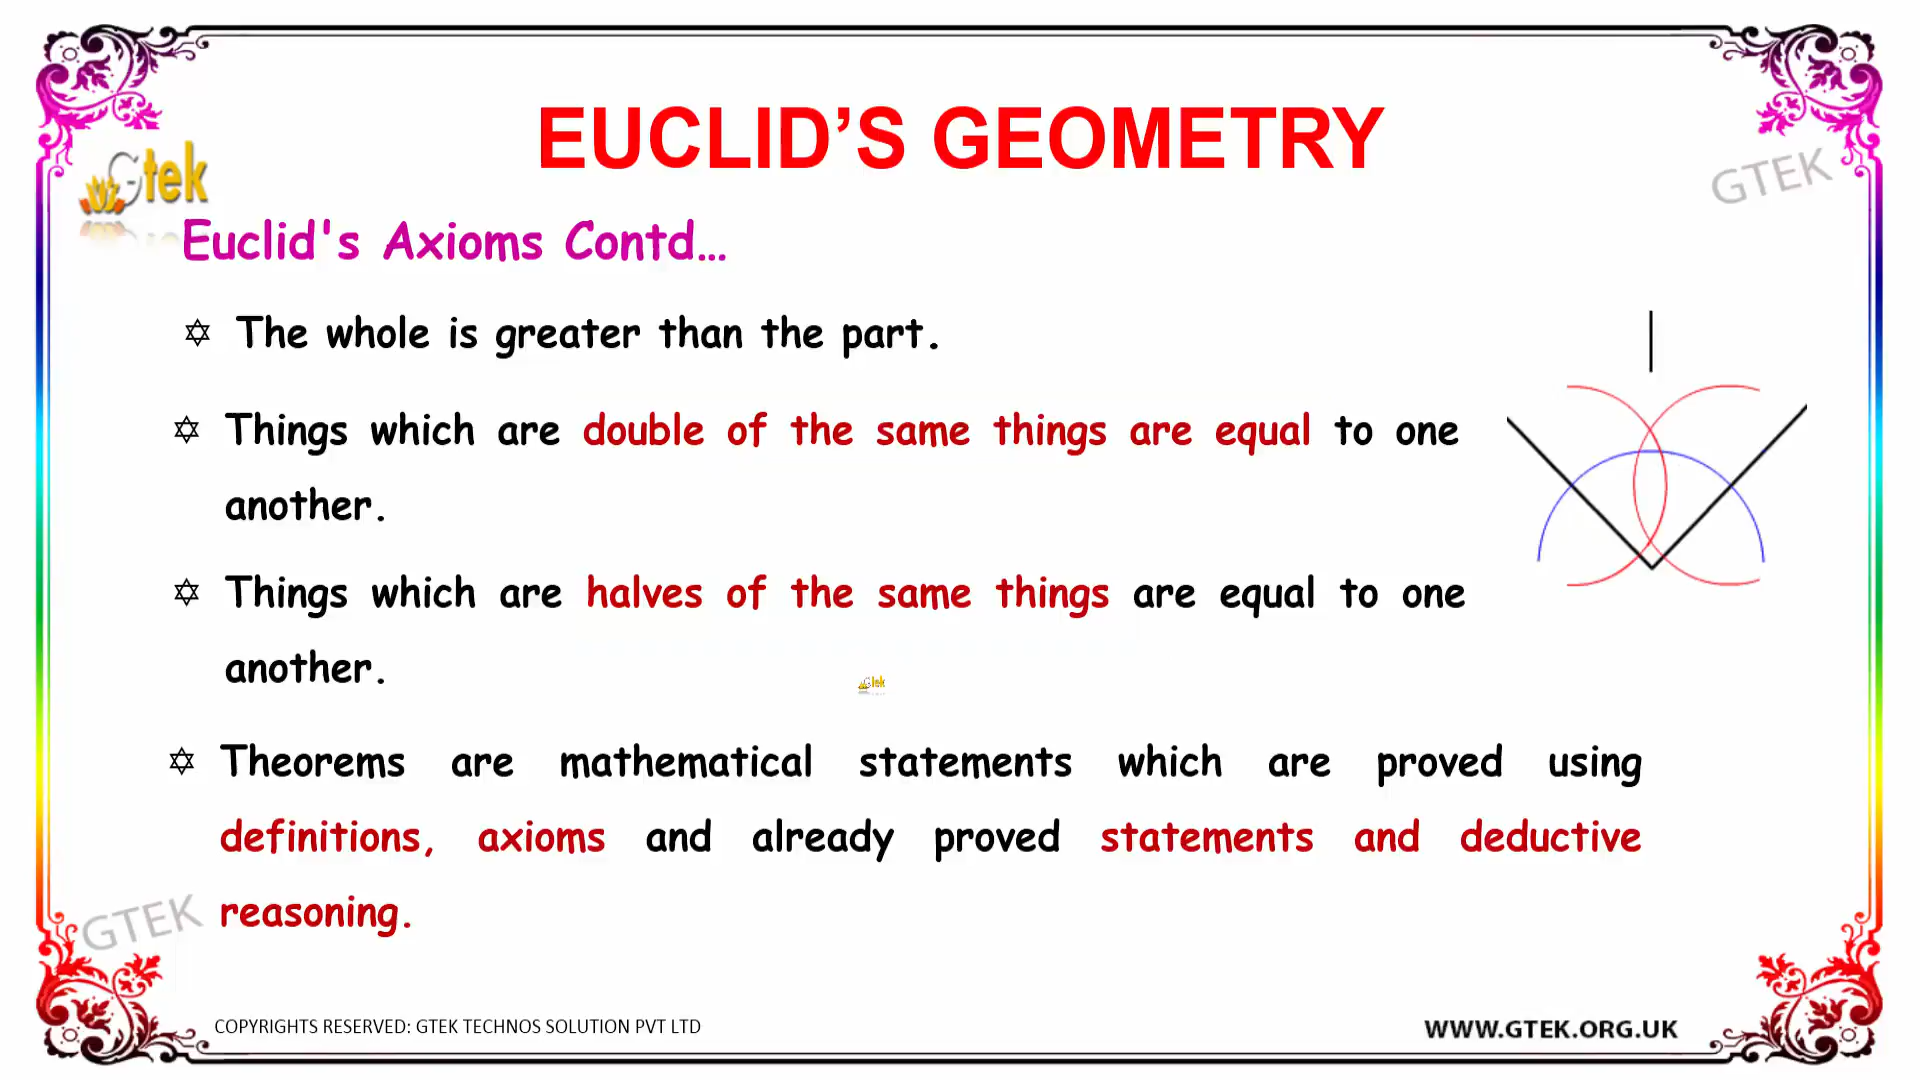 EUCLID’S GEOMETRY
Gtek
GTEK
Euclid's Axioms Contd...
✡ The whole is greater than the part.
✡ Things which are double of the same things are equal to one
another.
✡ Things which are halves of the same things are equal to one
another.
Gtek
✡ Theorems are mathematical statements which are proved using
definitions, axioms and already proved statements and deductive
reasoning.
GTEK
COPYRIGHTS RESERVED: GTEK TECHNOS SOLUTION PVT LTD
WWW.GTEK.ORG.UK